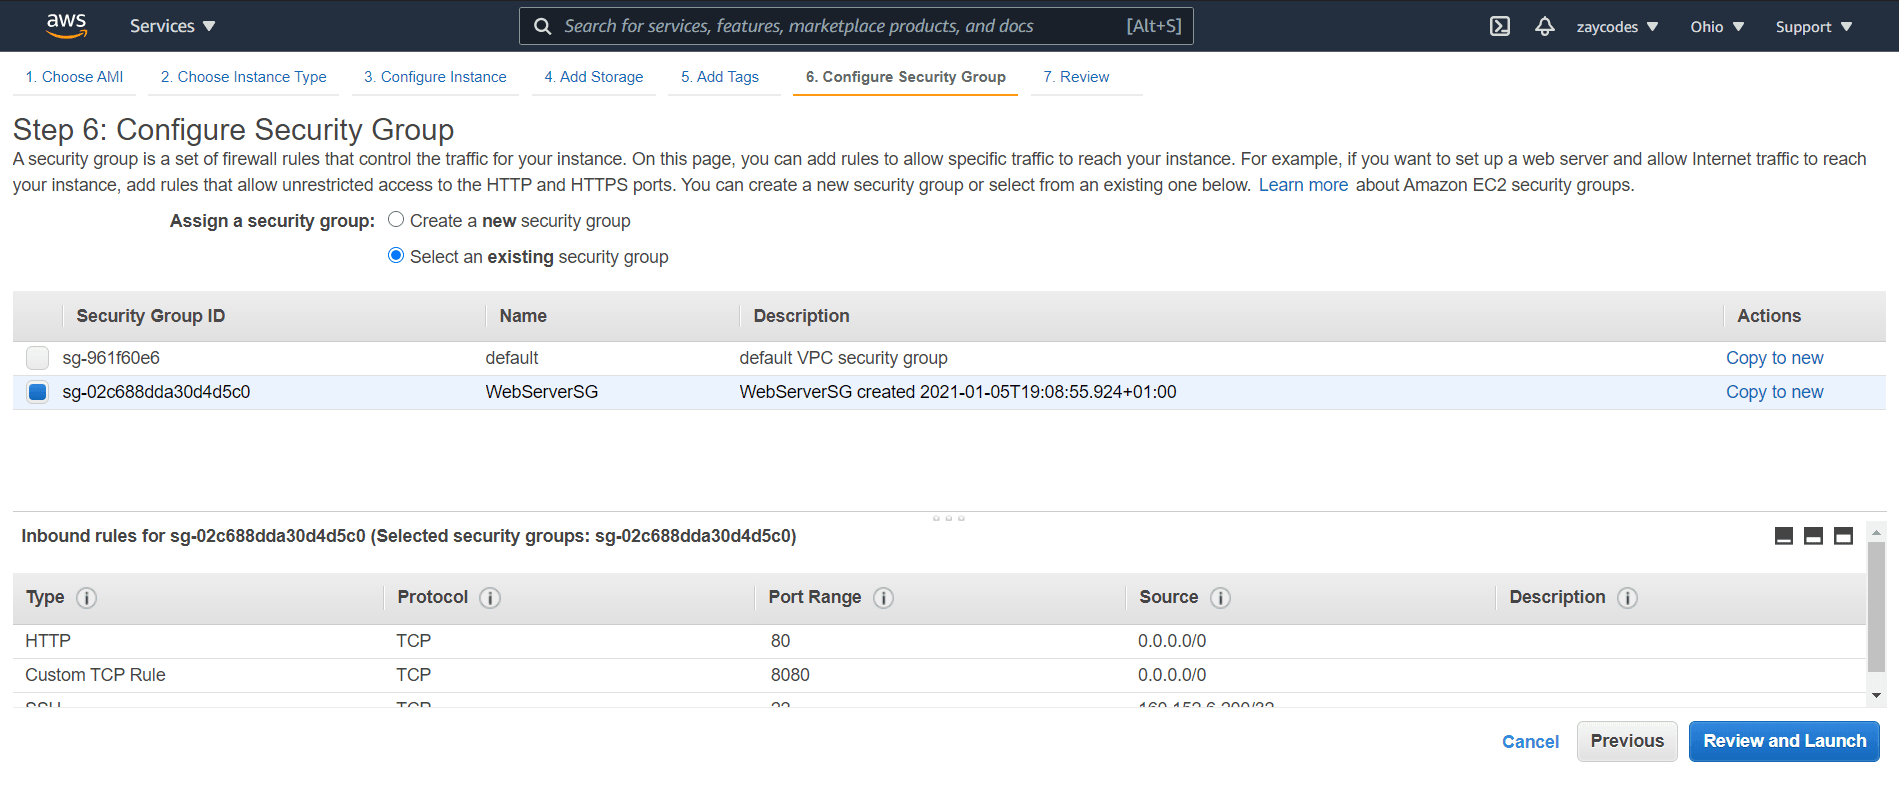 aws Services Search for services, features, marketplace products, and docs [Alt+S] zaycodes Ohio Support
1. Choose AMI 2. Choose Instance Type 3. Configure Instance 4. Add Storage 5. Add Tags 6. Configure Security Group 7. Review
Step 6: Configure Security Group
A security group is a set of firewall rules that control the traffic for your instance. On this page, you can add rules to allow specific traffic to reach your instance. For example, if you want to set up a web server and allow Internet traffic to reach
your instance, add rules that allow unrestricted access to the HTTP and HTTPS ports. You can create a new security group or select from an existing one below. Learn more about Amazon EC2 security groups.
Assign a security group: Create a new security group
Select an existing security group
Security Group ID Name Description Actions
sg-961f60e6 default default VPC security group Copy to new
sg-02c688dda30d4d5c0 WebServerSG WebServerSG created 2021-01-05T19:08:55.924+01:00 Copy to new
Inbound rules for sg-02c688dda30d4d5c0 (Selected security groups: sg-02c688dda30d4d5c0)
Type Protocol Port Range Source Description
HTTP TCP 80 0.0.0.0/0
Custom TCP Rule TCP 8080 0.0.0.0/0
SSH TCP 22
Cancel Previous Review and Launch